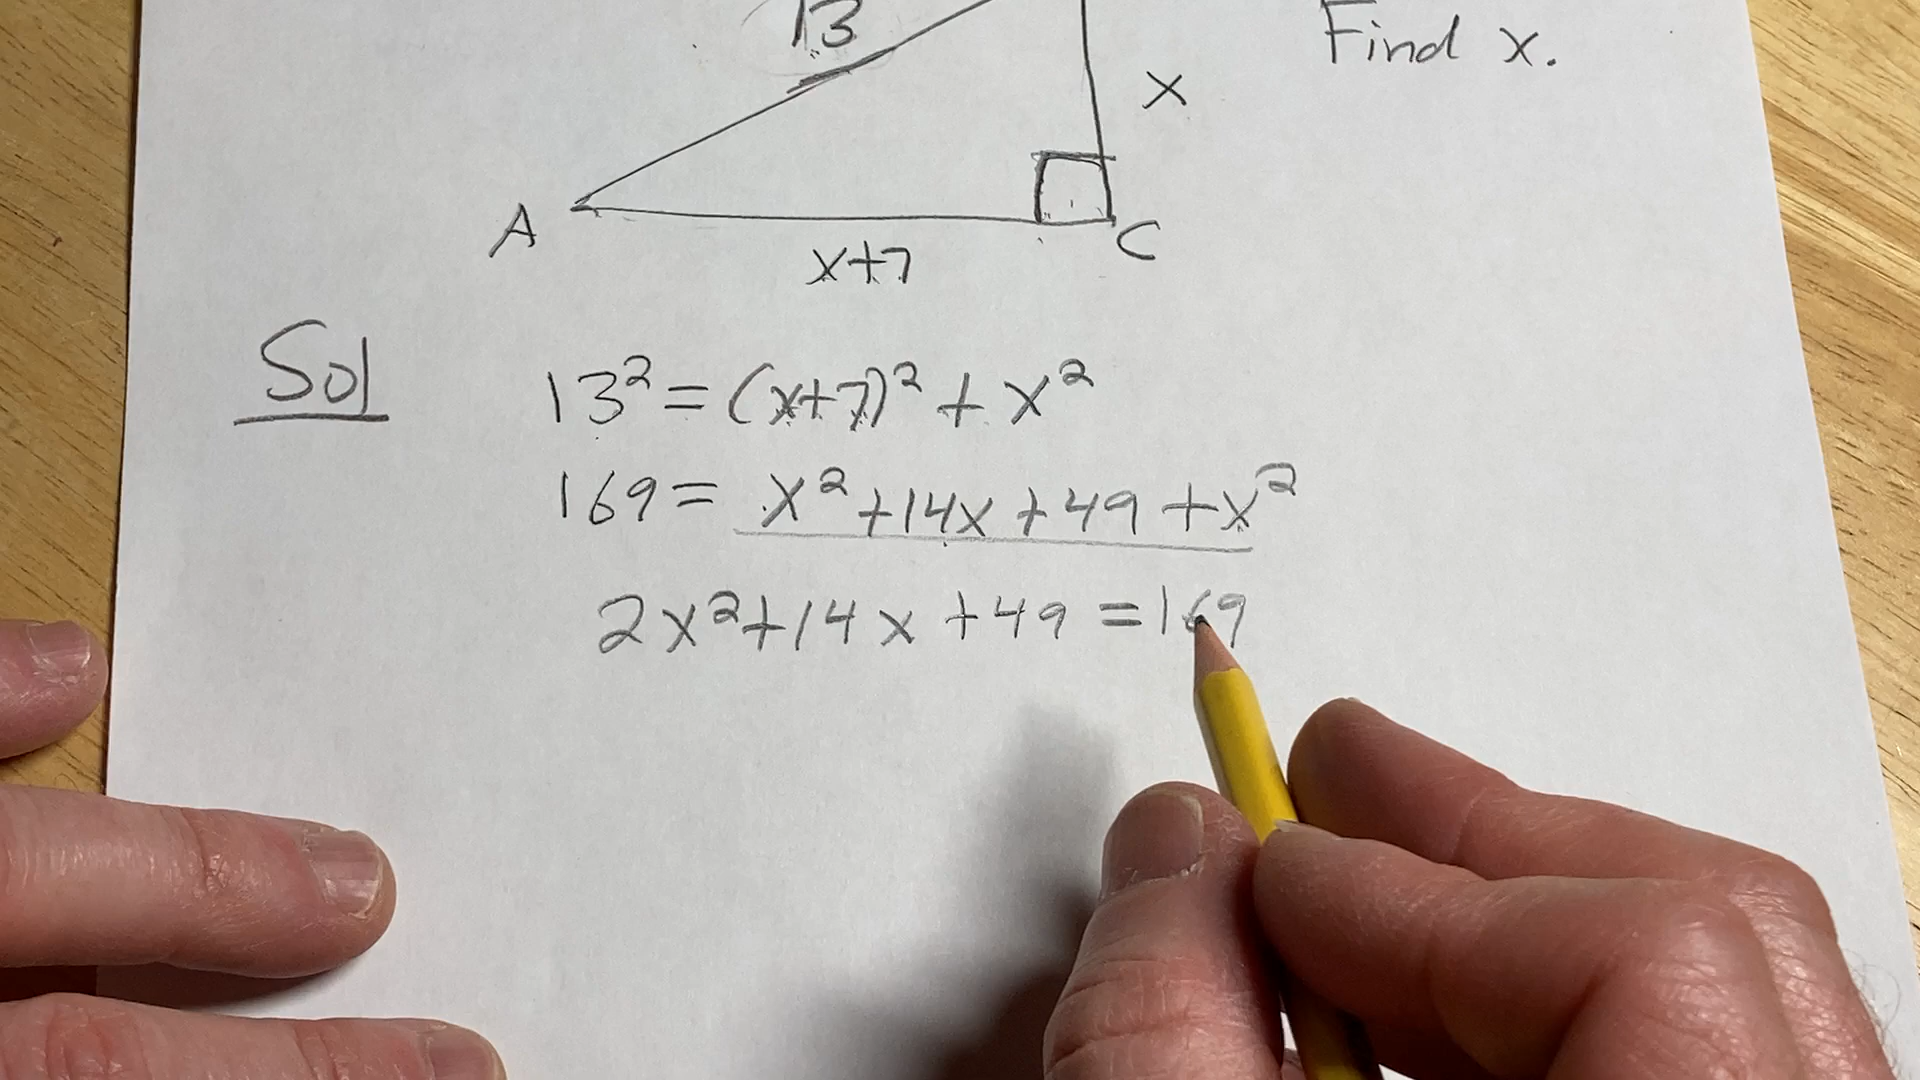 13
Find x.
x
A
C
x+7
Sol
13² = (x+7)² + x²
169 = x² +14x +49 +x²
2x²+14x +49 =169